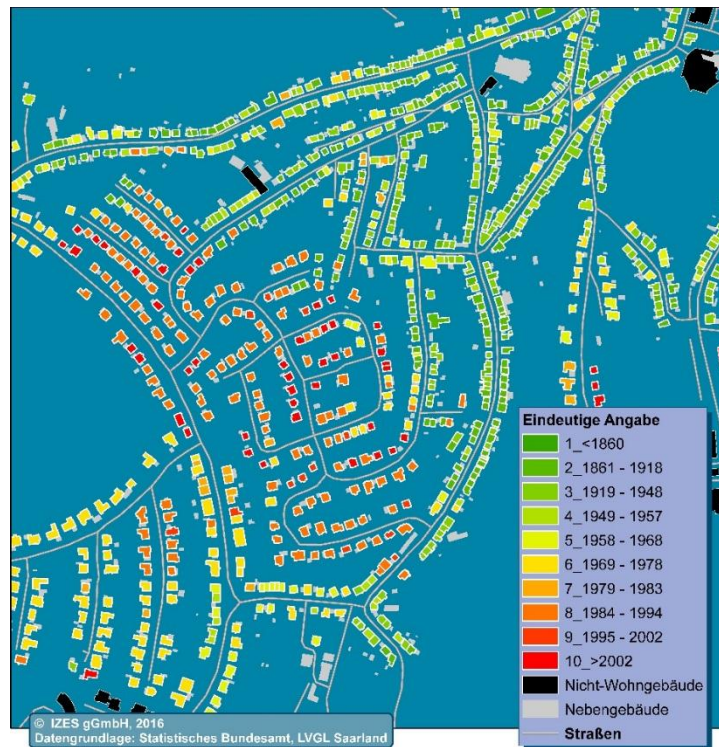 Eindeutige Angabe
1_<1860
2_1861 - 1918
3_1919 - 1948
4_1949 - 1957
5_1958 - 1968
6_1969 - 1978
7_1979 - 1983
8_1984 - 1994
9_1995 - 2002
10_>2002
Nicht-Wohngebäude
Nebengebäude
Straßen
© IZES gGmbH, 2016
Datengrundlage: Statistisches Bundesamt, LVGL Saarland